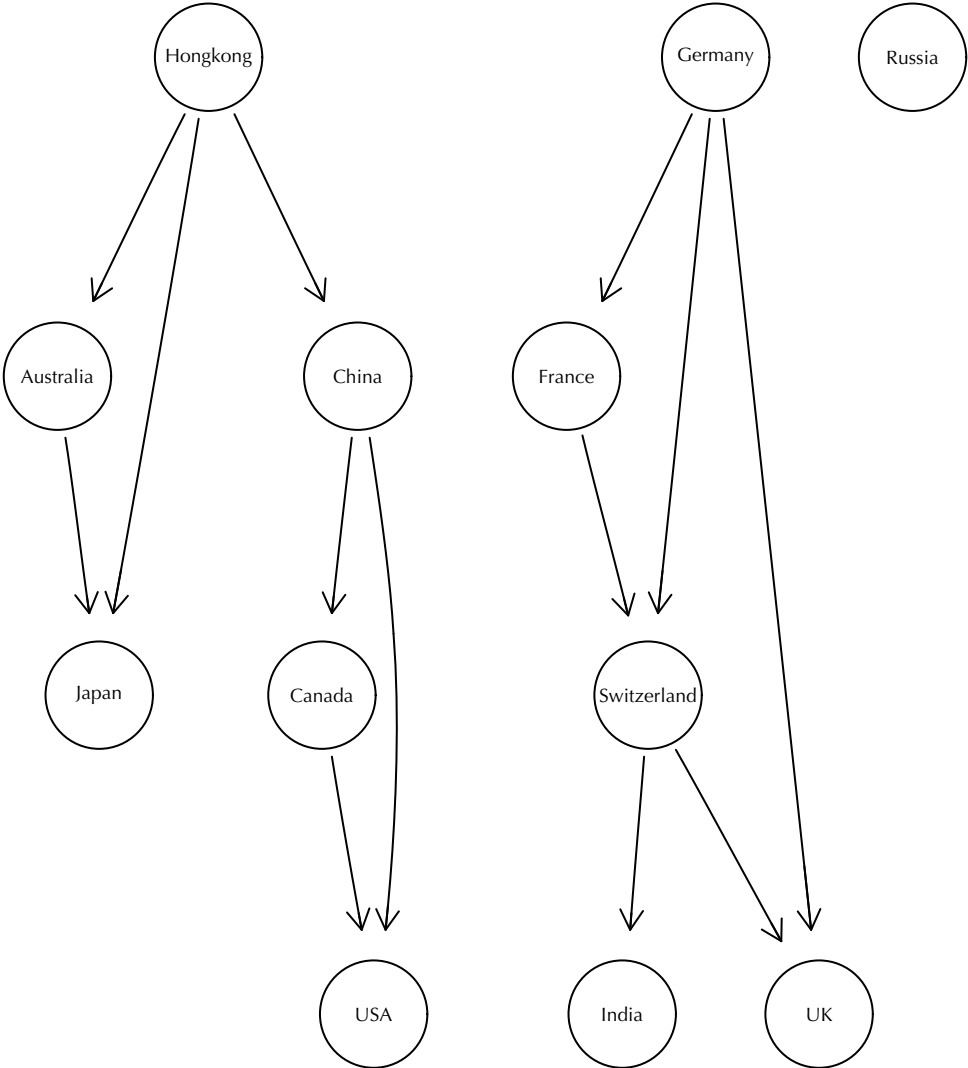 Hongkong
Germany
Russia
Australia
China
France
Japan
Canada
Switzerland
USA
India
UK